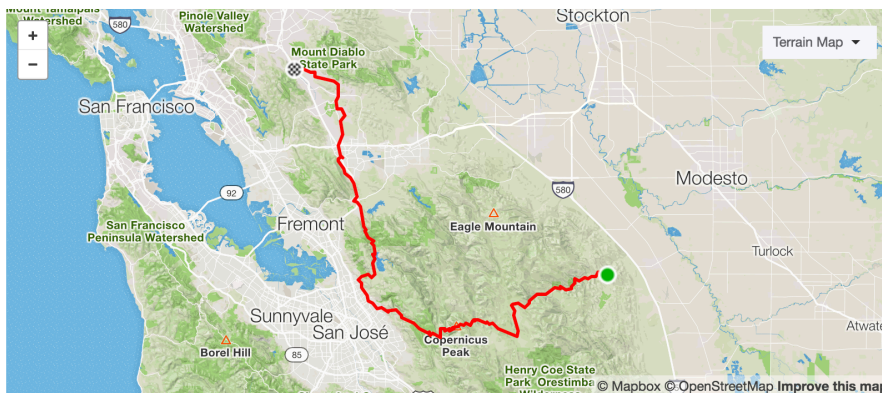 Mount Tamalpais
Watershed
580
Pinole Valley
Watershed
Stockton
+
−
Mount Diablo
State Park
Terrain Map
San Francisco
92
580
Modesto
San Francisco
Peninsula Watershed
Fremont
Eagle Mountain
Turlock
Sunnyvale
San José
Atwate
Borel Hill
85
Copernicus
Peak
Henry Coe State
Park Orestimba
© Mapbox © OpenStreetMap Improve this map